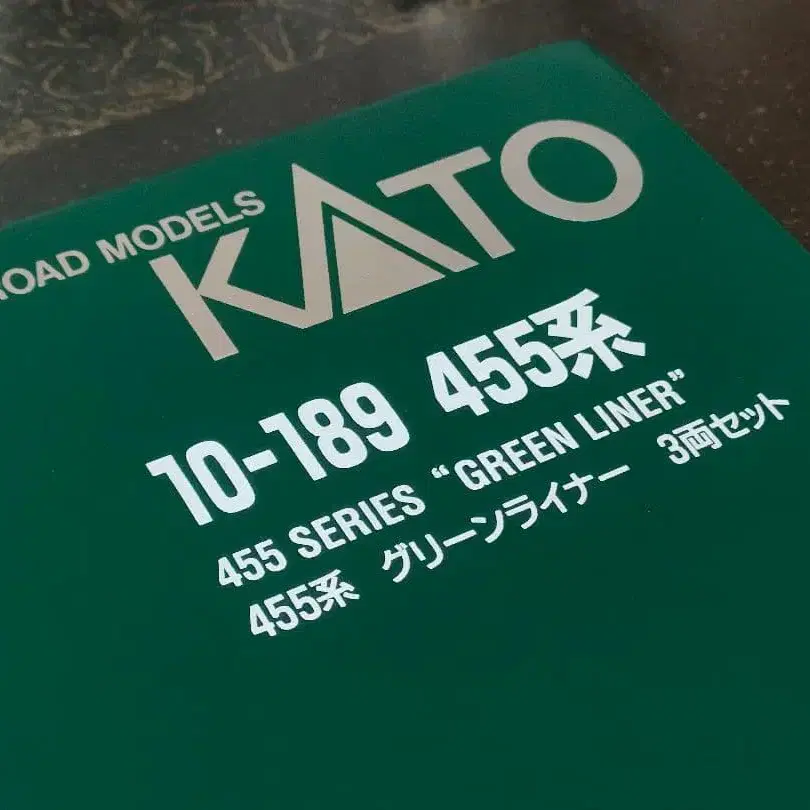 ROAD MODELS KATO
10-189 455系
455 SERIES “GREEN LINER”
455系 グリーンライナー 3両セット